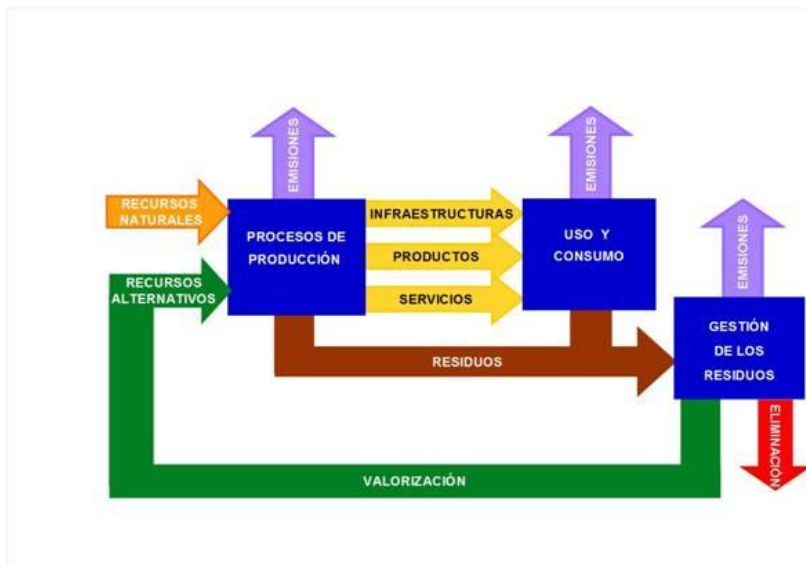 EMISIONES
EMISIONES
RECURSOS
NATURALES
INFRAESTRUCTURAS
PROCESOS DE
PRODUCCIÓN
USO Y
CONSUMO
EMISIONES
PRODUCTOS
RECURSOS
ALTERNATIVOS
SERVICIOS
GESTIÓN
DE LOS
RESIDUOS
RESIDUOS
ELIMINACIÓN
VALORIZACIÓN